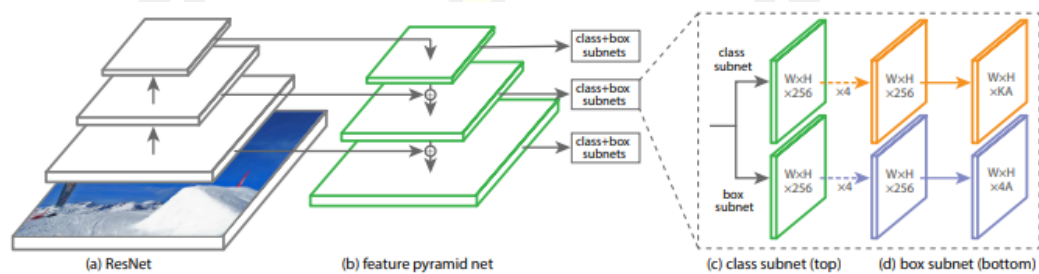 class+box
subnets
class+box
subnets
class+box
subnets
class
subnet
W×H
×256
×4
W×H
×256
W×H
×KA
W×H
×256
×4
W×H
×256
W×H
×4A
box
subnet
(a) ResNet
(b) feature pyramid net
(c) class subnet (top)
(d) box subnet (bottom)